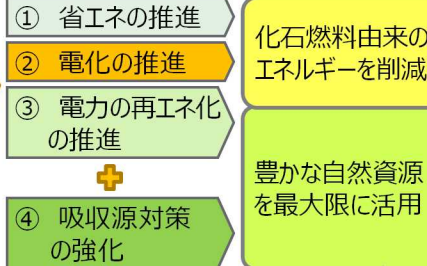 ① 省エネの推進
② 電化の推進
③ 電力の再エネ化
の推進
④ 吸収源対策
の強化
化石燃料由来の
エネルギーを削減
豊かな自然資源
を最大限に活用